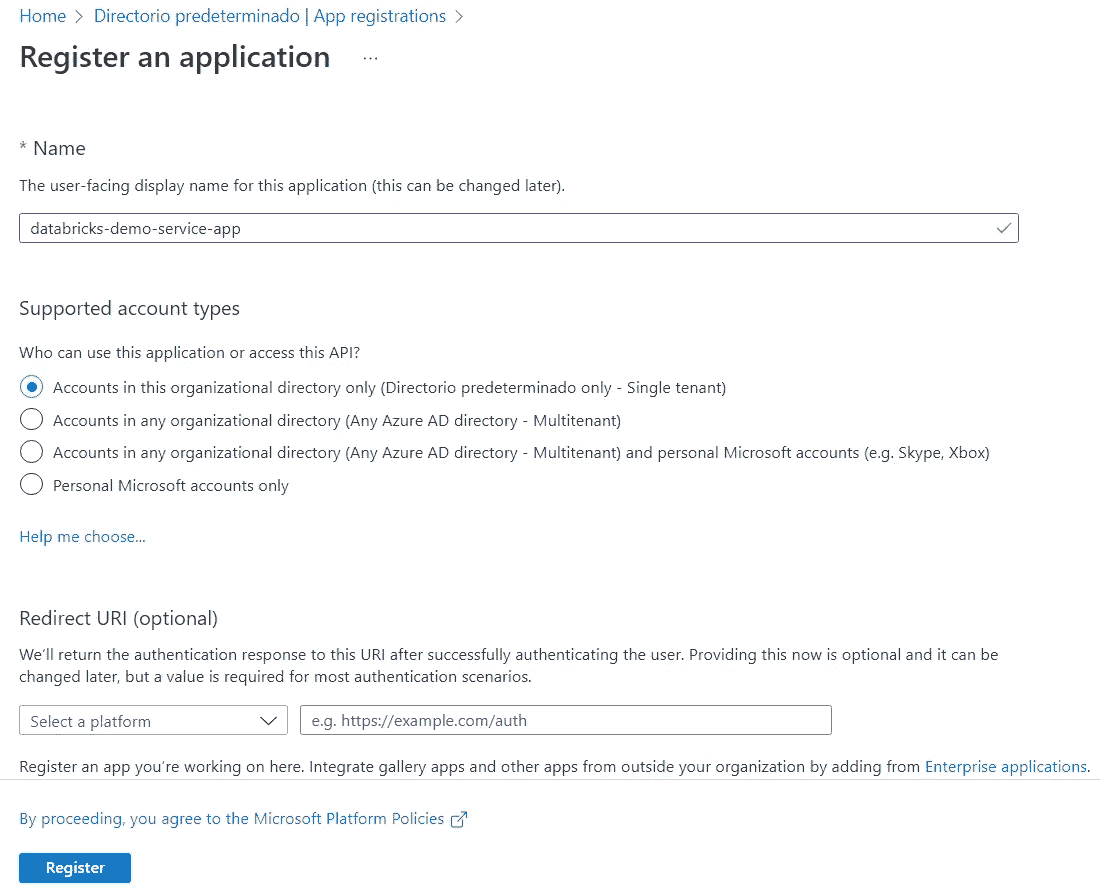 Home > Directorio predeterminado | App registrations >
Register an application ...
* Name
The user-facing display name for this application (this can be changed later).
databricks-demo-service-app
Supported account types
Who can use this application or access this API?
Accounts in this organizational directory only (Directorio predeterminado only - Single tenant)
Accounts in any organizational directory (Any Azure AD directory - Multitenant)
Accounts in any organizational directory (Any Azure AD directory - Multitenant) and personal Microsoft accounts (e.g. Skype, Xbox)
Personal Microsoft accounts only
Help me choose...
Redirect URI (optional)
We'll return the authentication response to this URI after successfully authenticating the user. Providing this now is optional and it can be
changed later, but a value is required for most authentication scenarios.
Select a platform e.g. https://example.com/auth
Register an app you're working on here. Integrate gallery apps and other apps from outside your organization by adding from Enterprise applications.
By proceeding, you agree to the Microsoft Platform Policies
Register